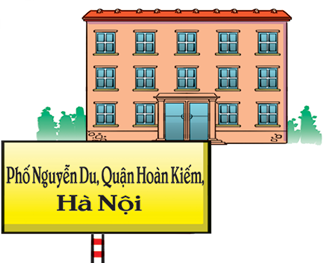 Phố Nguyễn Du, Quận Hoàn Kiếm,
Hà Nội